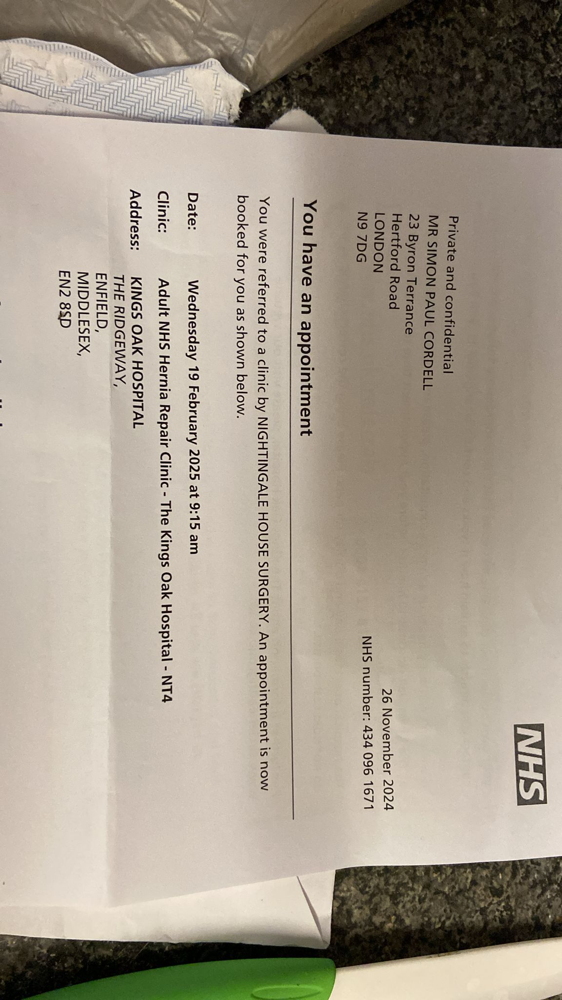 NHS
Private and confidential
MR SIMON PAUL CORDELL
23 Byron Terrance
Hertford Road
LONDON
N9 7DG
26 November 2024
NHS number: 434 096 1671
You have an appointment
You were referred to a clinic by NIGHTINGALE HOUSE SURGERY. An appointment is now
booked for you as shown below.
Date: Wednesday 19 February 2025 at 9:15 am
Clinic: Adult NHS Hernia Repair Clinic - The Kings Oak Hospital - NT4
Address: KINGS OAK HOSPITAL
THE RIDGEWAY,
ENFIELD,
MIDDLESEX,
EN2 8SD